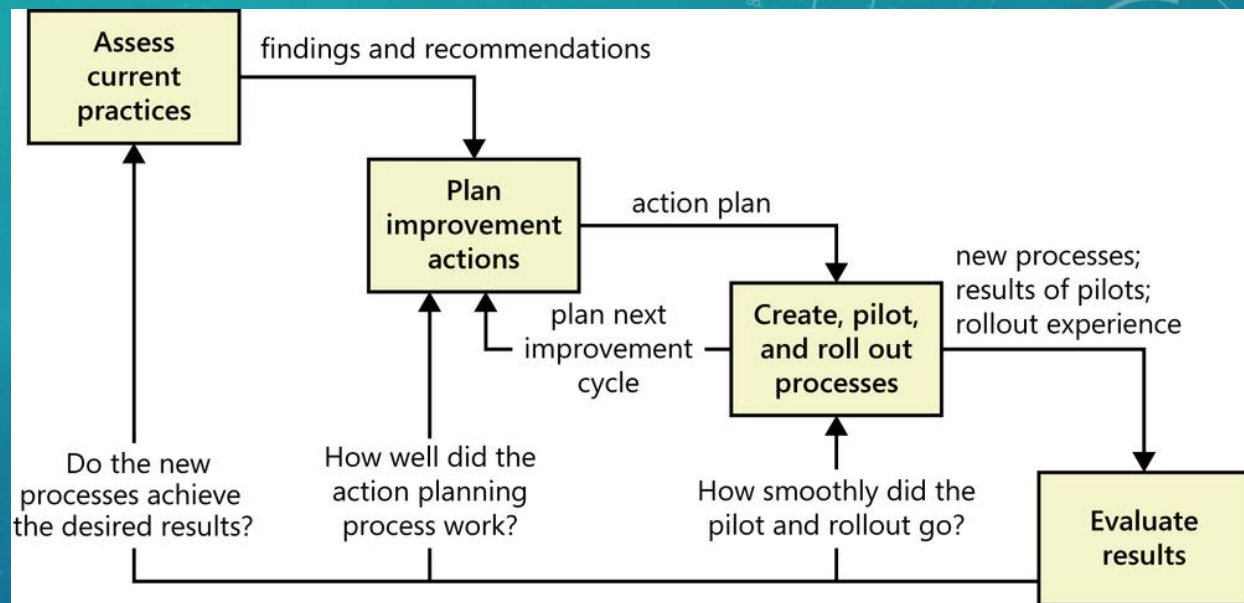 Assess
current
practices
findings and recommendations
Plan
improvement
actions
action plan
Create, pilot,
and roll out
processes
new processes;
results of pilots;
rollout experience
plan next
improvement
cycle
Do the new
processes achieve
the desired results?
How well did the
action planning
process work?
How smoothly did the
pilot and rollout go?
Evaluate
results